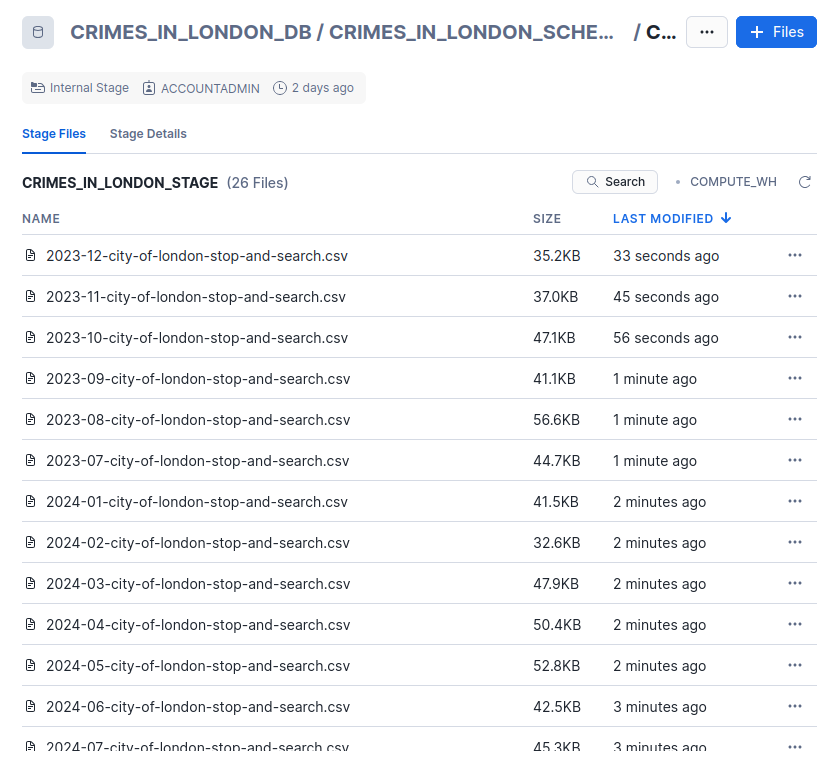 CRIMES_IN_LONDON_DB / CRIMES_IN_LONDON_SCHE... / C... ... + Files
Internal Stage ACCOUNTADMIN 2 days ago
Stage Files Stage Details
CRIMES_IN_LONDON_STAGE (26 Files) Search • COMPUTE_WH
NAME SIZE LAST MODIFIED ↓
2023-12-city-of-london-stop-and-search.csv 35.2KB 33 seconds ago ...
2023-11-city-of-london-stop-and-search.csv 37.0KB 45 seconds ago ...
2023-10-city-of-london-stop-and-search.csv 47.1KB 56 seconds ago ...
2023-09-city-of-london-stop-and-search.csv 41.1KB 1 minute ago ...
2023-08-city-of-london-stop-and-search.csv 56.6KB 1 minute ago ...
2023-07-city-of-london-stop-and-search.csv 44.7KB 1 minute ago ...
2024-01-city-of-london-stop-and-search.csv 41.5KB 2 minutes ago ...
2024-02-city-of-london-stop-and-search.csv 32.6KB 2 minutes ago ...
2024-03-city-of-london-stop-and-search.csv 47.9KB 2 minutes ago ...
2024-04-city-of-london-stop-and-search.csv 50.4KB 2 minutes ago ...
2024-05-city-of-london-stop-and-search.csv 52.8KB 2 minutes ago ...
2024-06-city-of-london-stop-and-search.csv 42.5KB 3 minutes ago ...
2024-07-city-of-london-stop-and-search.csv 45.3KB 3 minutes ago ...